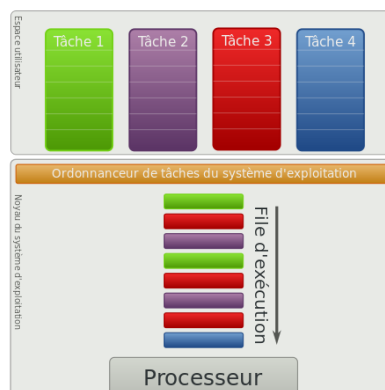 Espace utilisateur
Tâche 1
Tâche 2
Tâche 3
Tâche 4
Ordonnanceur de tâches du système d'exploitation
Noyau du système d'exploitation
File d'exécution
Processeur